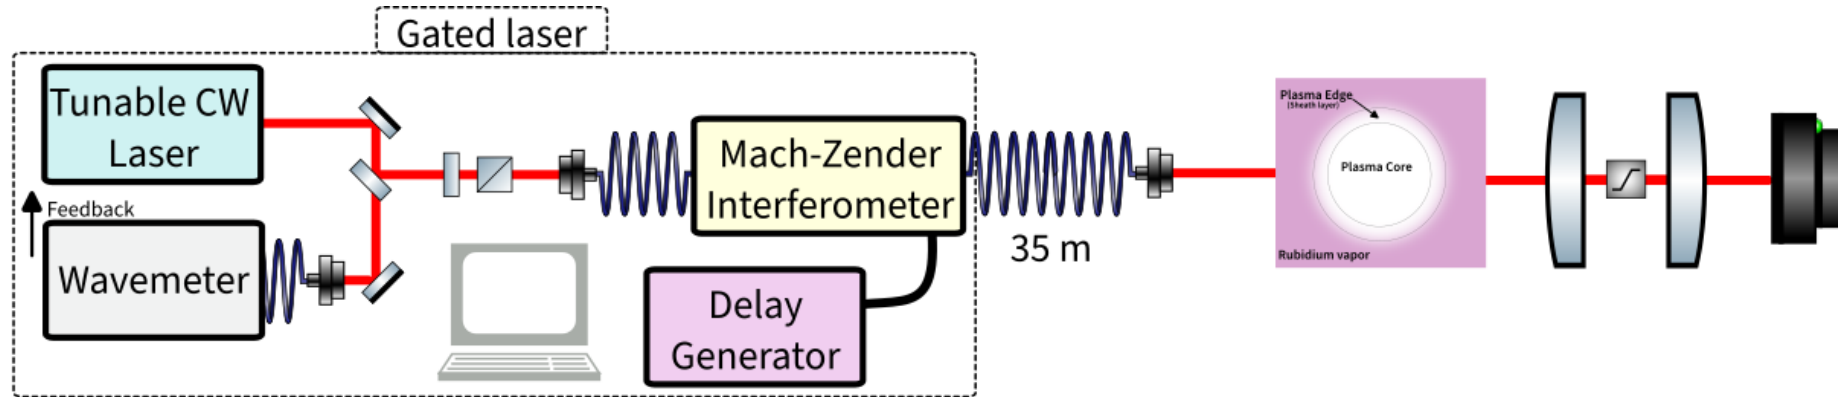 Gated laser
Tunable CW
Laser
Feedback
Wavemeter
Mach-Zender
Interferometer
Delay
Generator
35 m
Plasma Edge
(Sheath layer)
Plasma Core
Rubidium vapor